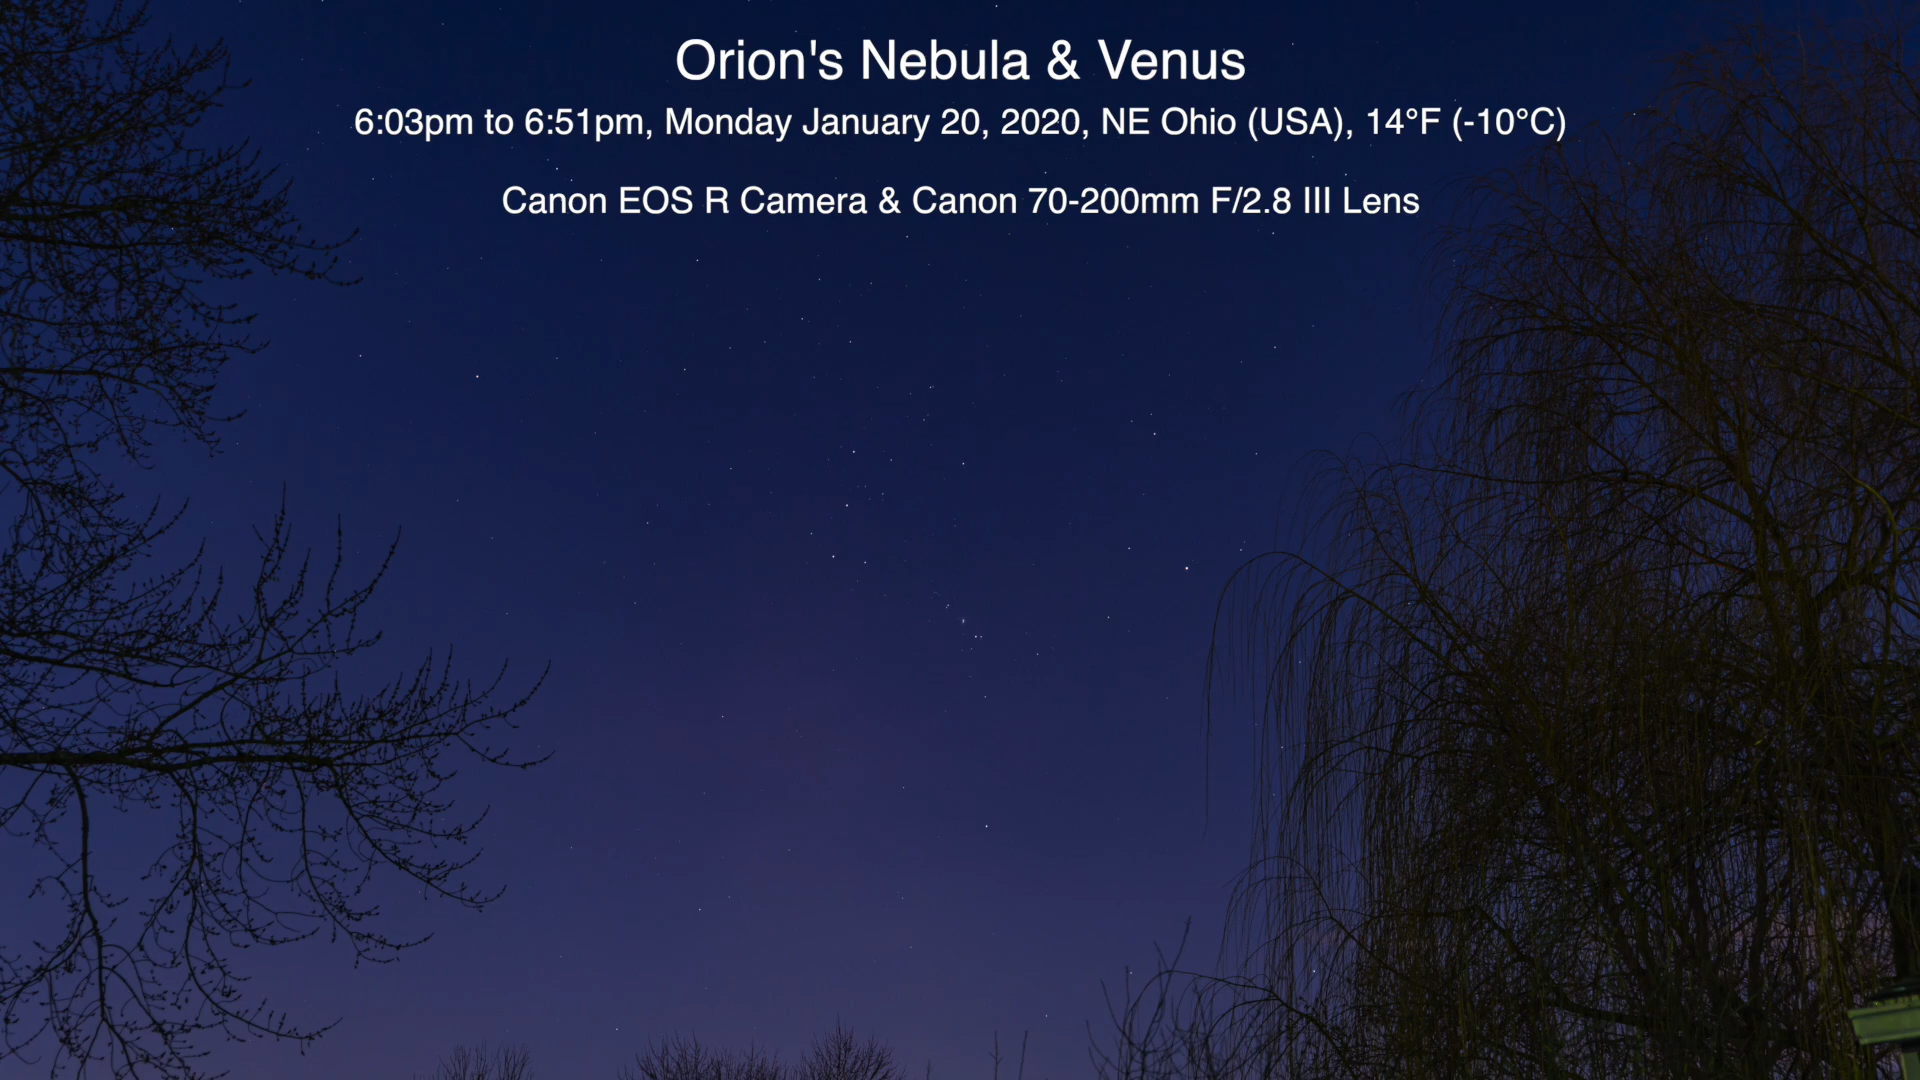 Orion's Nebula & Venus
6:03pm to 6:51pm, Monday January 20, 2020, NE Ohio (USA), 14°F (-10°C)
Canon EOS R Camera & Canon 70-200mm F/2.8 III Lens